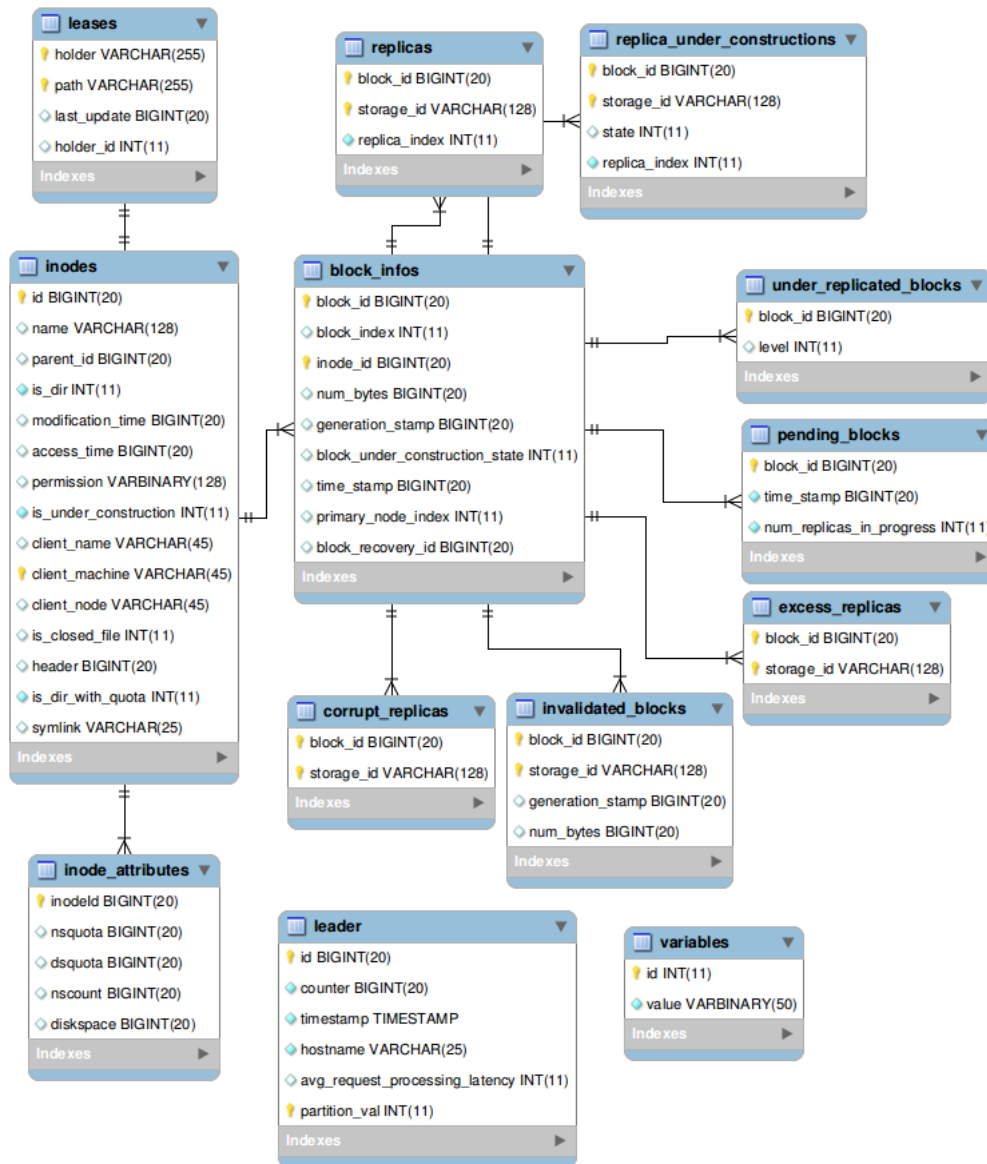 leases
holder VARCHAR(255)
path VARCHAR(255)
last_update BIGINT(20)
holder_id INT(11)
Indexes
replicas
block_id BIGINT(20)
storage_id VARCHAR(128)
replica_index INT(11)
Indexes
replica_under_constructions
block_id BIGINT(20)
storage_id VARCHAR(128)
state INT(11)
replica_index INT(11)
Indexes
inodes
id BIGINT(20)
name VARCHAR(128)
parent_id BIGINT(20)
is_dir INT(11)
modification_time BIGINT(20)
access_time BIGINT(20)
permission VARBINARY(128)
is_under_construction INT(11)
client_name VARCHAR(45)
client_machine VARCHAR(45)
client_node VARCHAR(45)
is_closed_file INT(11)
header BIGINT(20)
is_dir_with_quota INT(11)
symlink VARCHAR(25)
Indexes
block_infos
block_id BIGINT(20)
block_index INT(11)
inode_id BIGINT(20)
num_bytes BIGINT(20)
generation_stamp BIGINT(20)
block_under_construction_state INT(11)
time_stamp BIGINT(20)
primary_node_index INT(11)
block_recovery_id BIGINT(20)
Indexes
under_replicated_blocks
block_id BIGINT(20)
level INT(11)
Indexes
pending_blocks
block_id BIGINT(20)
time_stamp BIGINT(20)
num_replicas_in_progress INT(11)
Indexes
excess_replicas
block_id BIGINT(20)
storage_id VARCHAR(128)
Indexes
corrupt_replicas
block_id BIGINT(20)
storage_id VARCHAR(128)
Indexes
invalidated_blocks
block_id BIGINT(20)
storage_id VARCHAR(128)
generation_stamp BIGINT(20)
num_bytes BIGINT(20)
Indexes
inode_attributes
inodeId BIGINT(20)
nsquota BIGINT(20)
dsquota BIGINT(20)
nscount BIGINT(20)
diskspace BIGINT(20)
Indexes
leader
id BIGINT(20)
counter BIGINT(20)
timestamp TIMESTAMP
hostname VARCHAR(25)
avg_request_processing_latency INT(11)
partition_val INT(11)
Indexes
variables
id INT(11)
value VARBINARY(50)
Indexes